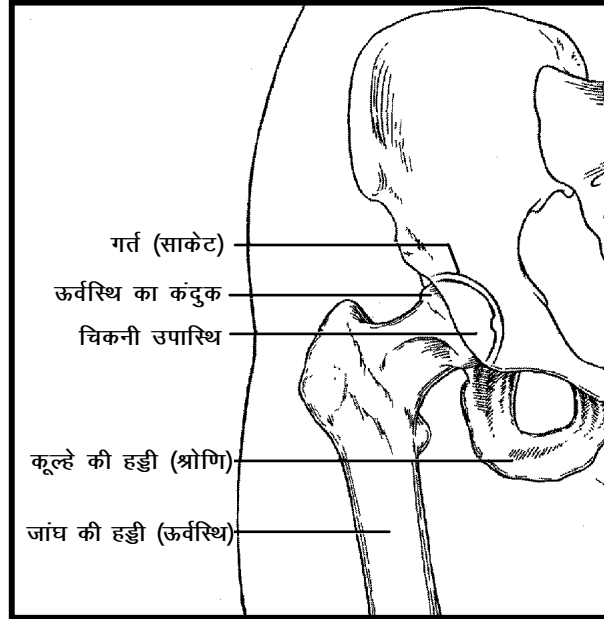 गर्त (साकेट)
ऊर्वस्थि का कंदुक
चिकनी उपास्थि
कूल्हे की हड्डी (श्रोणि)
जांघ की हड्डी (ऊर्वस्थि)